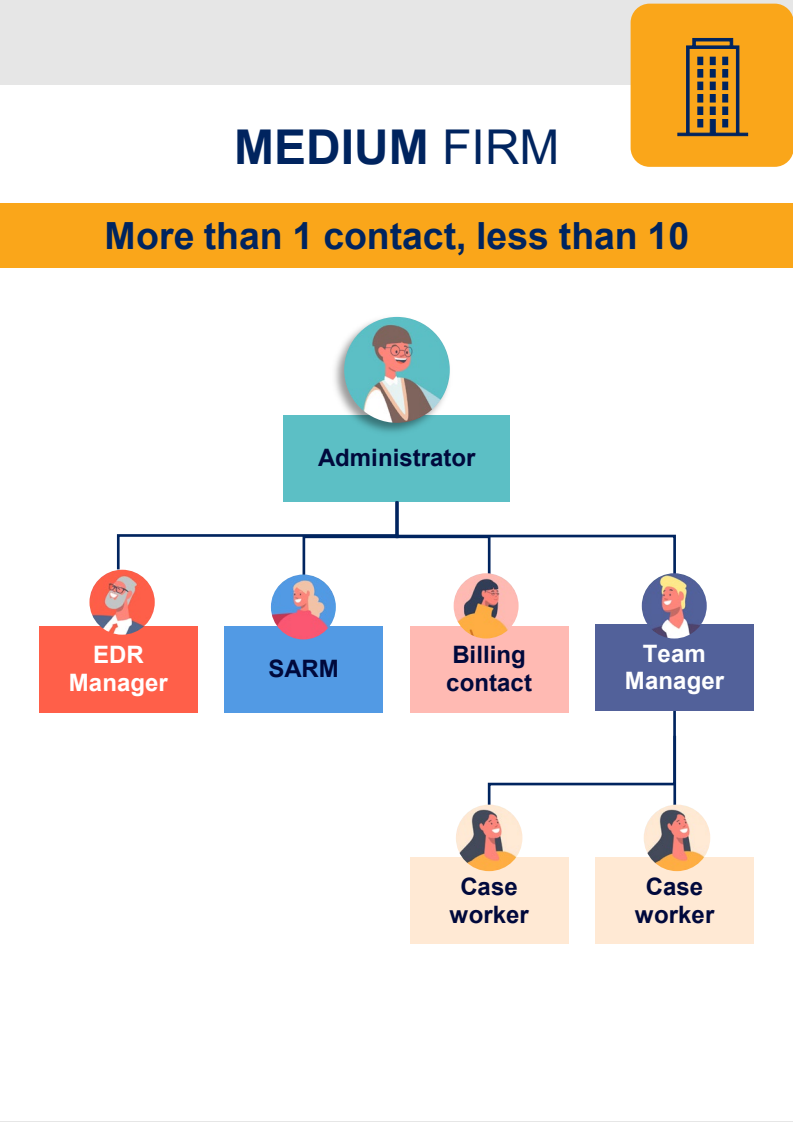 MEDIUM FIRM
More than 1 contact, less than 10
Administrator
EDR
Manager
SARM
Billing
contact
Team
Manager
Case
worker
Case
worker